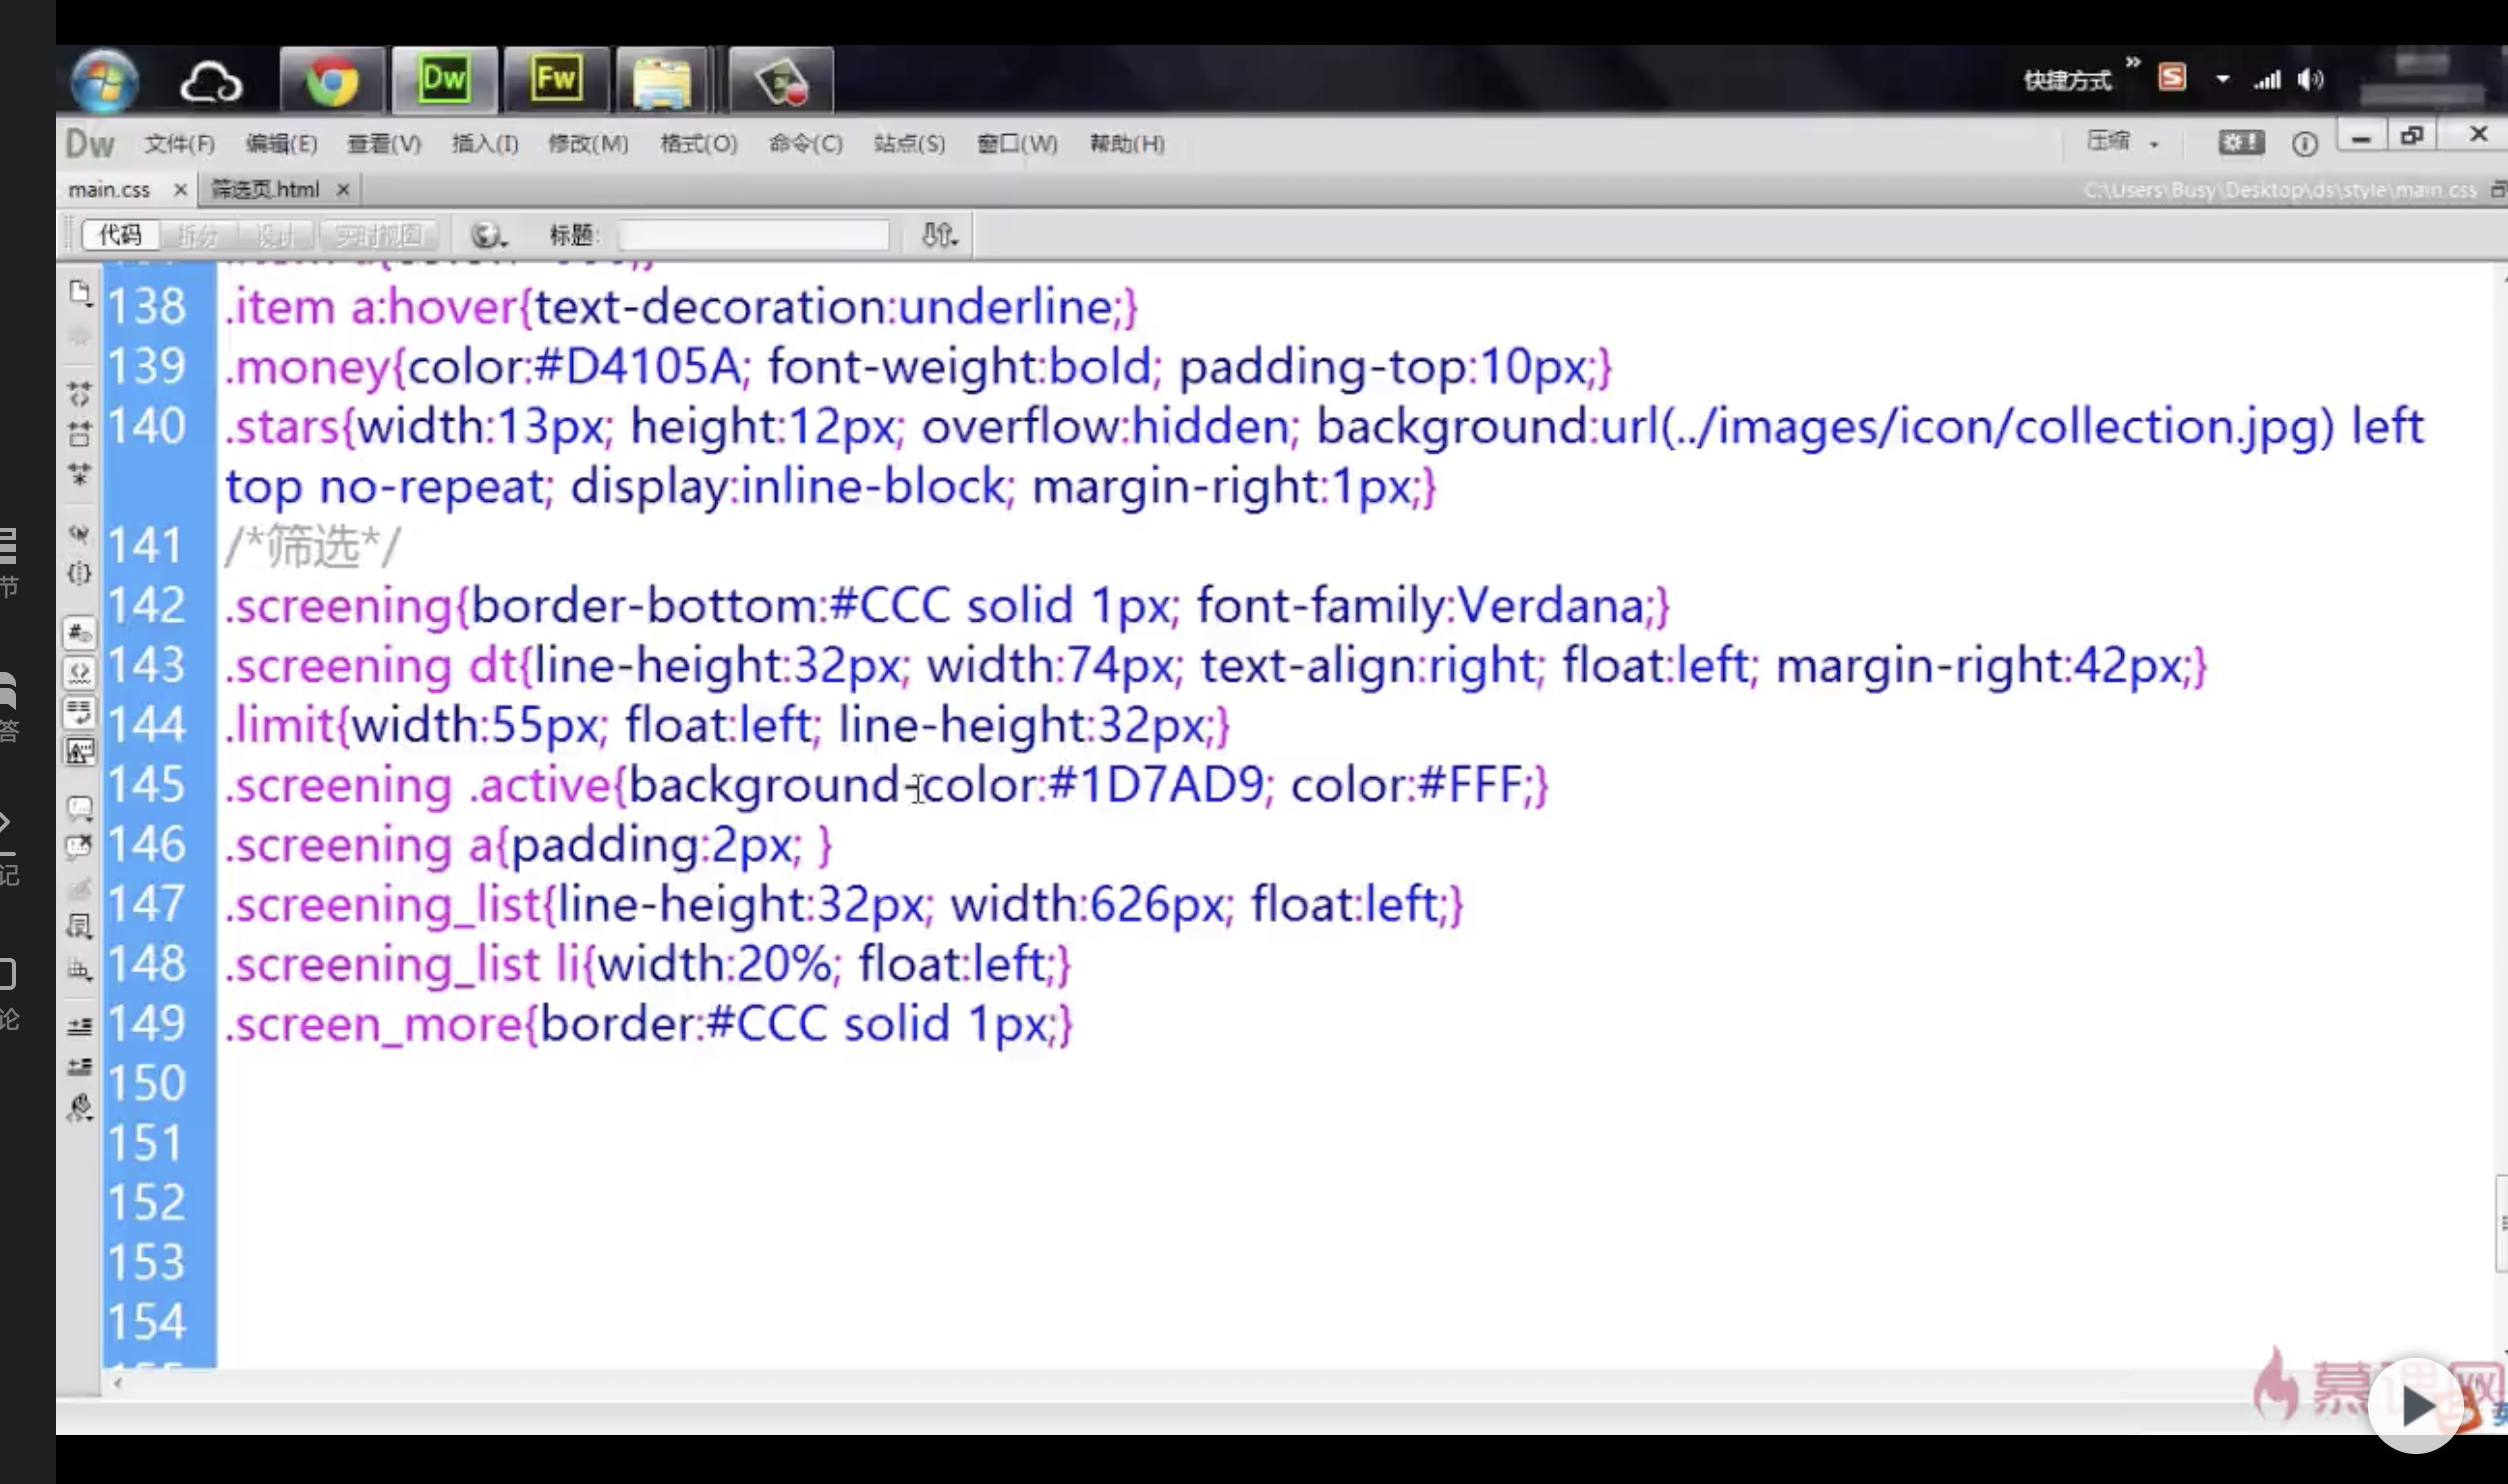 快捷方式
Dw 文件(F) 编辑(E) 查看(V) 插入(I) 修改(M) 格式(O) 命令(C) 站点(S) 窗口(W) 帮助(H) 压缩
main.css 筛选页.html C:\Users\Busy\Desktop\ds\style\main.css
代码 拆分 设计 实时视图 标题:
138 .item a:hover{text-decoration:underline;}
139 .money{color:#D4105A; font-weight:bold; padding-top:10px;}
140 .stars{width:13px; height:12px; overflow:hidden; background:url(../images/icon/collection.jpg) left
top no-repeat; display:inline-block; margin-right:1px;}
141 /*筛选*/
142 .screening{border-bottom:#CCC solid 1px; font-family:Verdana;}
143 .screening dt{line-height:32px; width:74px; text-align:right; float:left; margin-right:42px;}
144 .limit{width:55px; float:left; line-height:32px;}
145 .screening .active{background-color:#1D7AD9; color:#FFF;}
146 .screening a{padding:2px; }
147 .screening_list{line-height:32px; width:626px; float:left;}
148 .screening_list li{width:20%; float:left;}
149 .screen_more{border:#CCC solid 1px;}
150
151
152
153
154
节
答
记
论